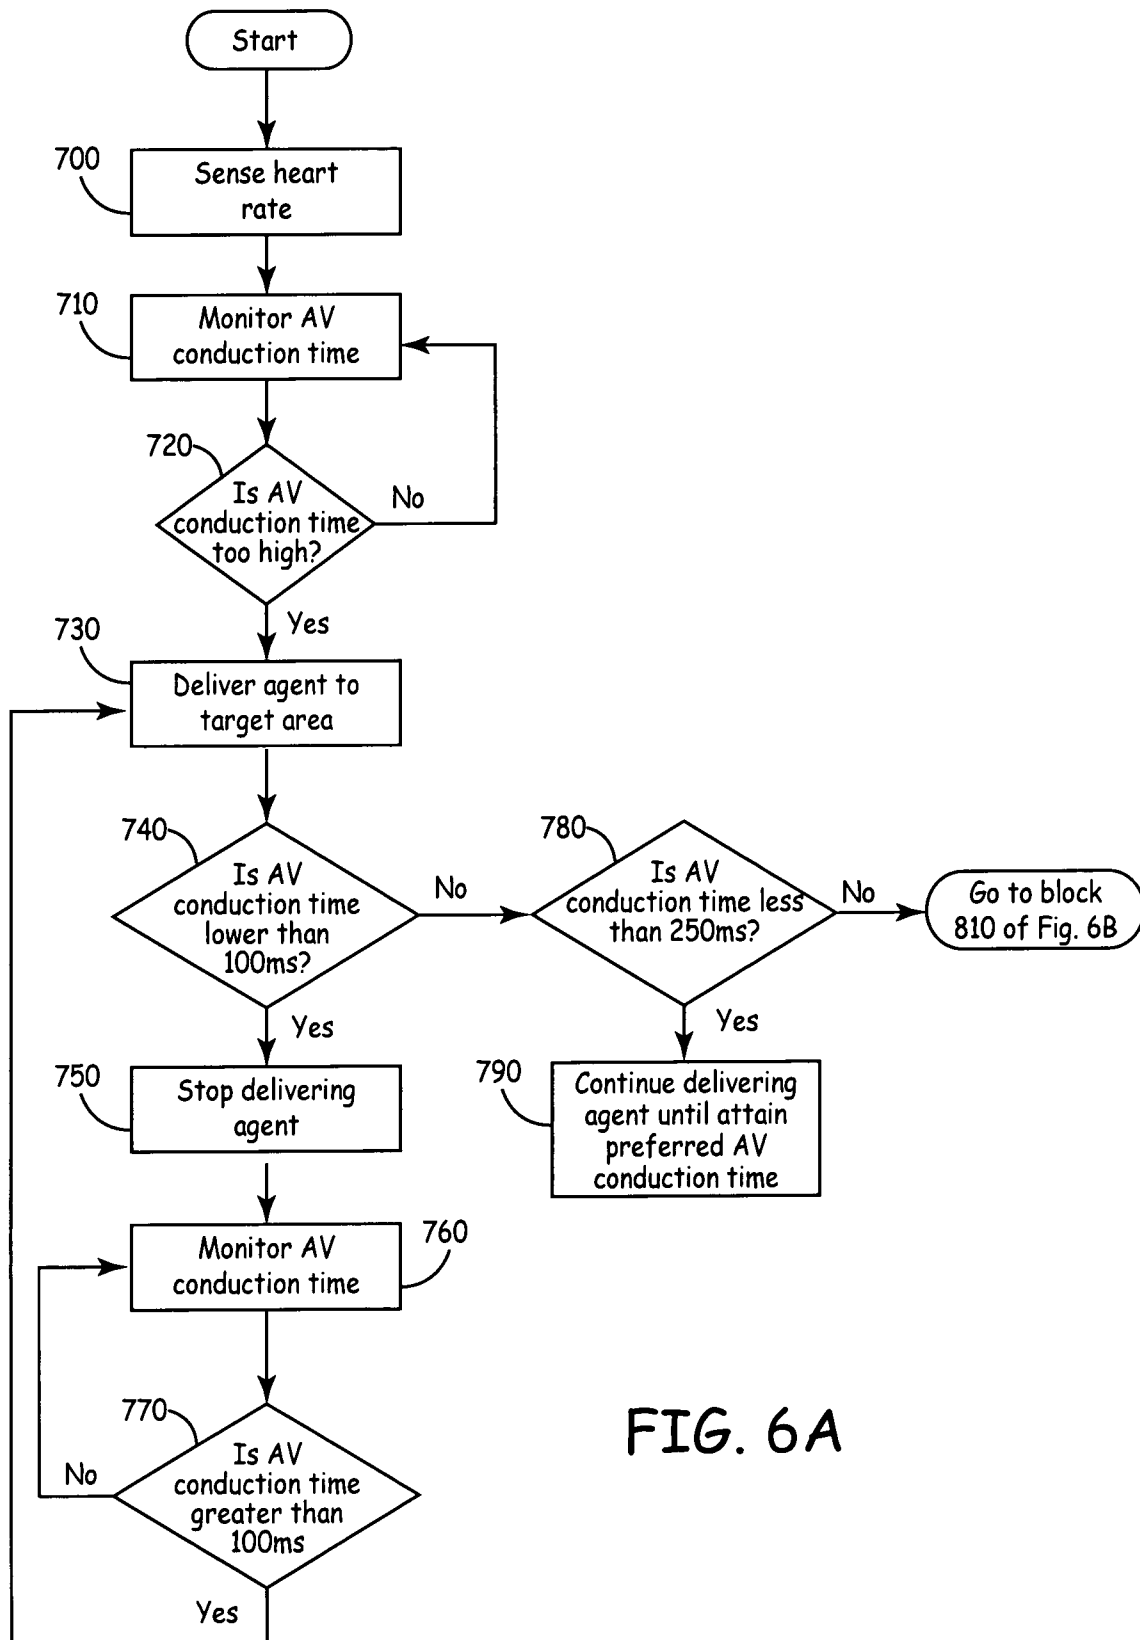 Start
700
Sense heart
rate
710
Monitor AV
conduction time
720
Is AV
conduction time
too high?
No
Yes
730
Deliver agent to
target area
740
Is AV
conduction time
lower than
100ms?
No
780
Is AV
conduction time less
than 250ms?
No
Go to block
810 of Fig. 6B
Yes
750
Stop delivering
agent
Yes
790
Continue delivering
agent until attain
preferred AV
conduction time
760
Monitor AV
conduction time
770
Is AV
conduction time
greater than
100ms
No
Yes
FIG. 6A